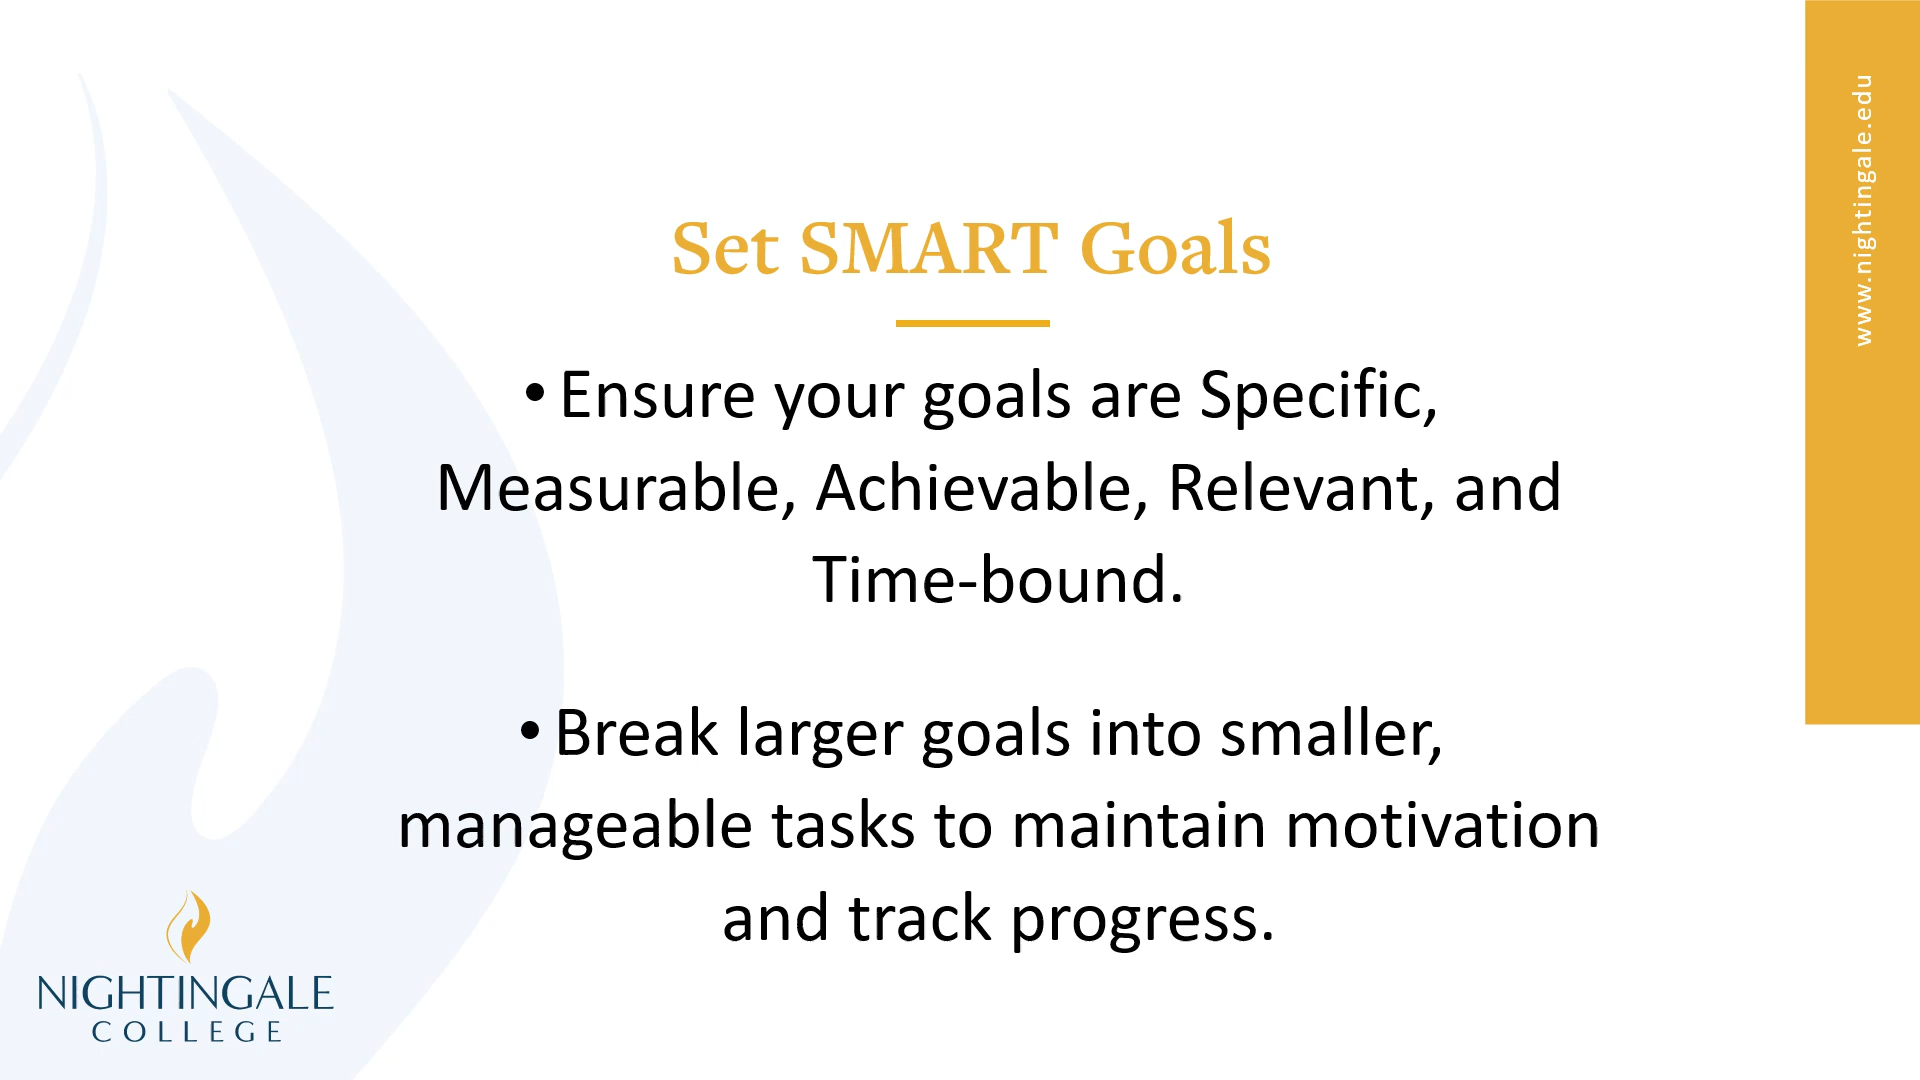 Set SMART Goals
• Ensure your goals are Specific,
Measurable, Achievable, Relevant, and
Time-bound.
• Break larger goals into smaller,
manageable tasks to maintain motivation
and track progress.
www.nightingale.edu
NIGHTINGALE
COLLEGE